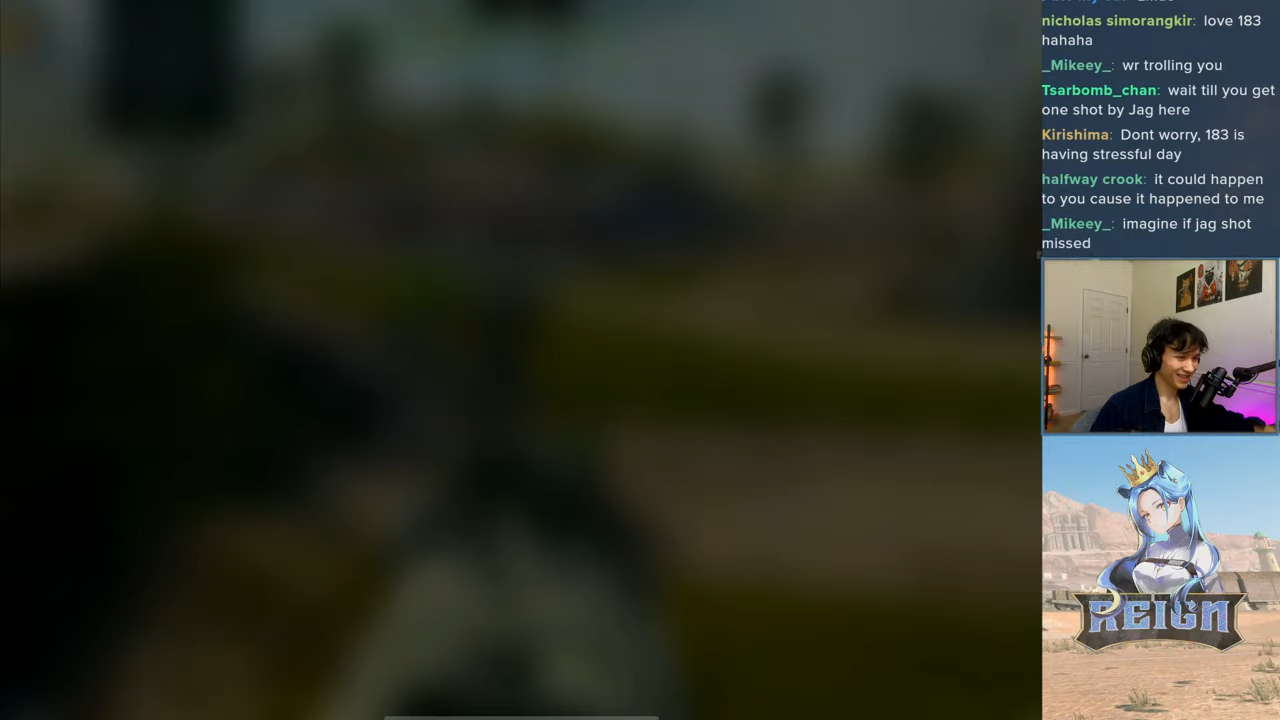 nicholas simorangkir: love 183
hahaha
_Mikeey_: wr trolling you
Tsarbomb_chan: wait till you get
one shot by Jag here
Kirishima: Dont worry, 183 is
having stressful day
halfway crook: it could happen
to you cause it happened to me
_Mikeey_: imagine if jag shot
missed
REIGN